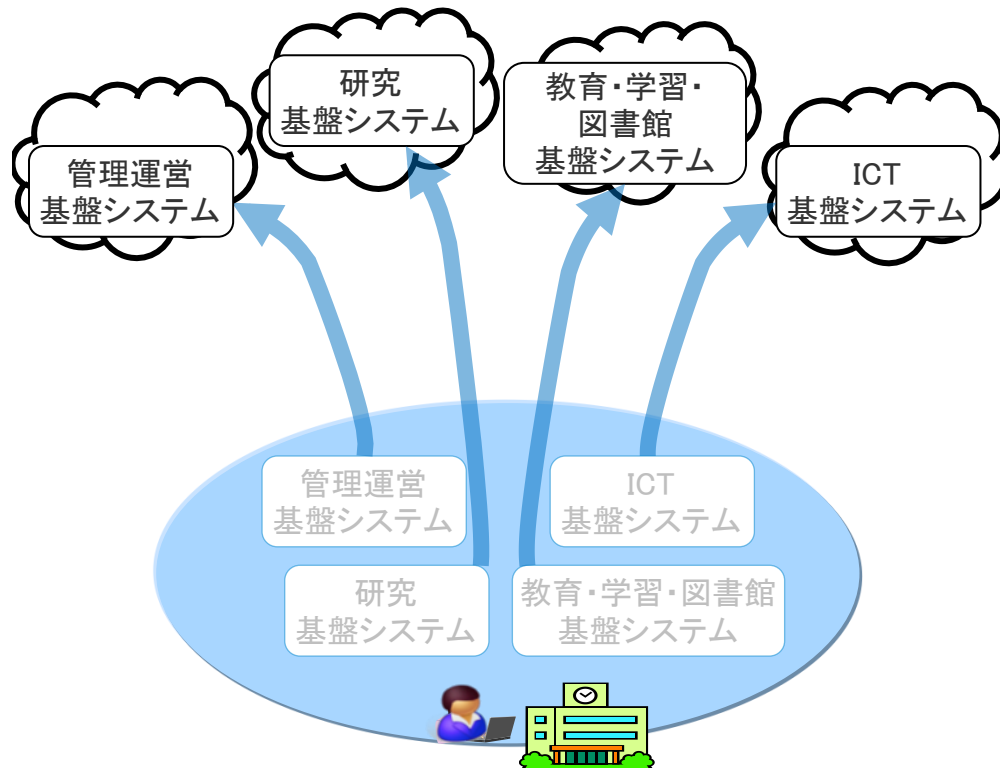 研究
基盤システム
教育・学習・
図書館
基盤システム
管理運営
基盤システム
ICT
基盤システム
管理運営
基盤システム
ICT
基盤システム
研究
基盤システム
教育・学習・図書館
基盤システム